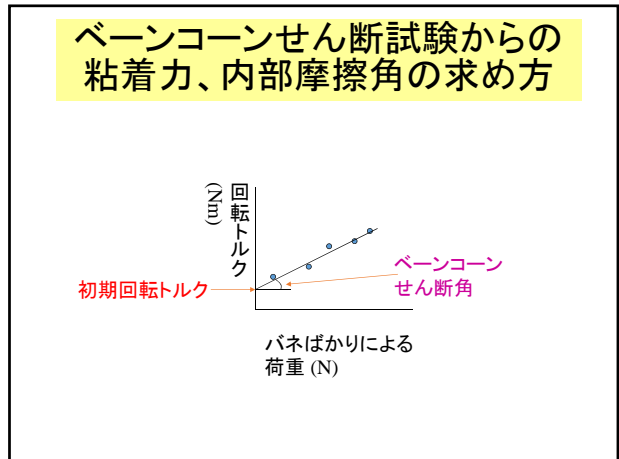 ベーンコーンせん断試験からの
粘着力、内部摩擦角の求め方
回転トルク
(Nm)
初期回転トルク
ベーンコーン
せん断角
バネばかりによる
荷重 (N)